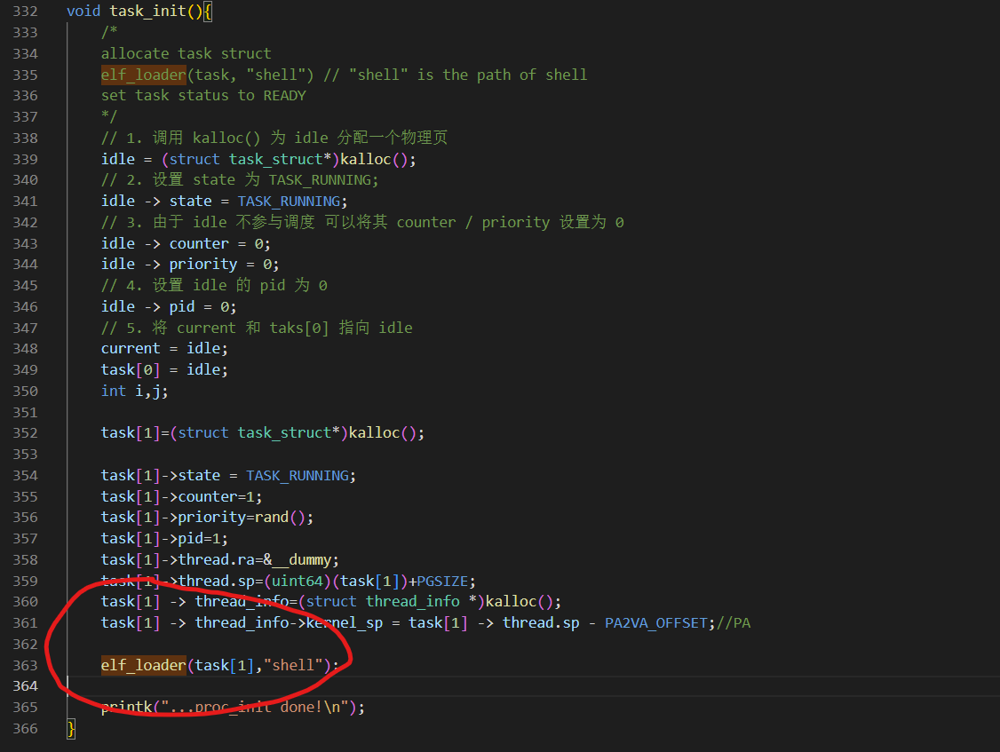 332 void task_init(){
333 /*
334 allocate task struct
335 elf_loader(task, "shell") // "shell" is the path of shell
336 set task status to READY
337 */
338 // 1. 调用 kalloc() 为 idle 分配一个物理页
339 idle = (struct task_struct*)kalloc();
340 // 2. 设置 state 为 TASK_RUNNING;
341 idle -> state = TASK_RUNNING;
342 // 3. 由于 idle 不参与调度 可以将其 counter / priority 设置为 0
343 idle -> counter = 0;
344 idle -> priority = 0;
345 // 4. 设置 idle 的 pid 为 0
346 idle -> pid = 0;
347 // 5. 将 current 和 taks[0] 指向 idle
348 current = idle;
349 task[0] = idle;
350 int i,j;
351
352 task[1]=(struct task_struct*)kalloc();
353
354 task[1]->state = TASK_RUNNING;
355 task[1]->counter=1;
356 task[1]->priority=rand();
357 task[1]->pid=1;
358 task[1]->thread.ra=&__dummy;
359 task[1]->thread.sp=(uint64)(task[1])+PGSIZE;
360 task[1] -> thread_info=(struct thread_info *)kalloc();
361 task[1] -> thread_info->kernel_sp = task[1] -> thread.sp - PA2VA_OFFSET;//PA
362
363 elf_loader(task[1],"shell");
364
365 printk("...proc_init done!\n");
366 }